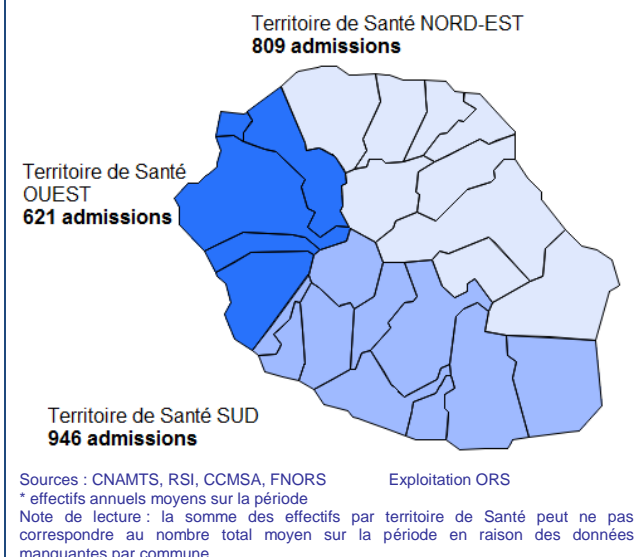 Territoire de Santé NORD-EST
809 admissions
Territoire de Santé
OUEST
621 admissions
Territoire de Santé SUD
946 admissions
Sources : CNAMTS, RSI, CCMSA, FNORS Exploitation ORS
* effectifs annuels moyens sur la période
Note de lecture : la somme des effectifs par territoire de Santé peut ne pas
correspondre au nombre total moyen sur la période en raison des données
manquantes par commune